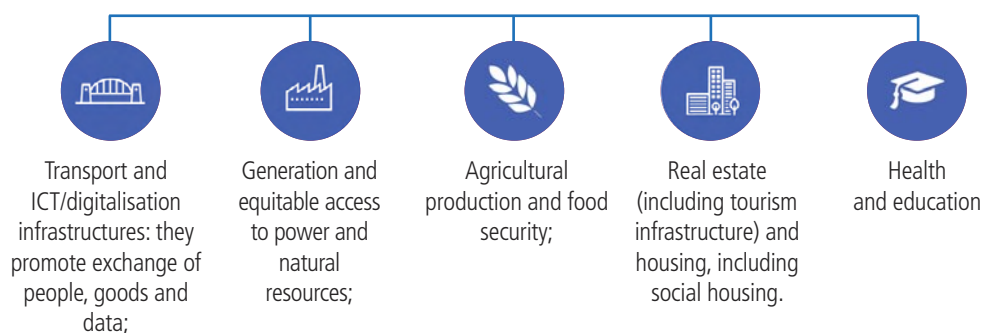 Transport and
ICT/digitalisation
infrastructures: they
promote exchange of
people, goods and
data;
Generation and
equitable access
to power and
natural
resources;
Agricultural
production and food
security;
Real estate
(including tourism
infrastructure) and
housing, including
social housing.
Health
and education